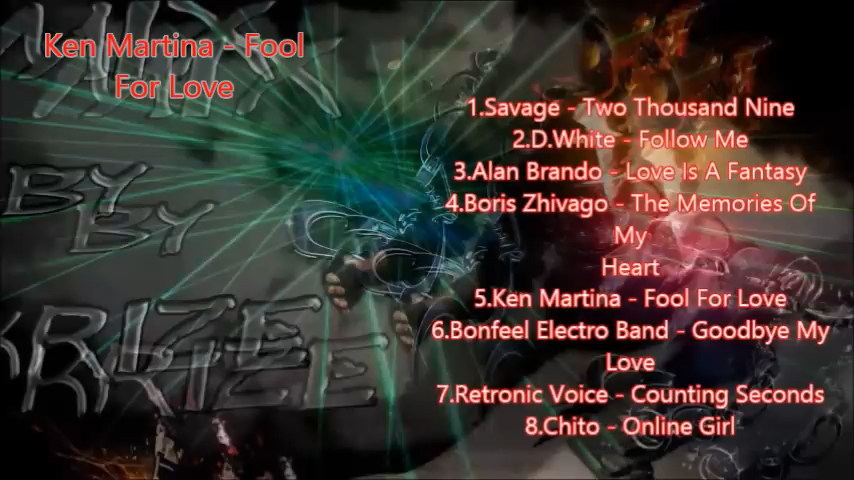 Ken Martina - Fool
For Love
MIX
BY
BY
KRIZE
1.Savage - Two Thousand Nine
2.D.White - Follow Me
3.Alan Brando - Love Is A Fantasy
4.Boris Zhivago - The Memories Of
My
Heart
5.Ken Martina - Fool For Love
6.Bonfeel Electro Band - Goodbye My
Love
7.Retronic Voice - Counting Seconds
8.Chito - Online Girl